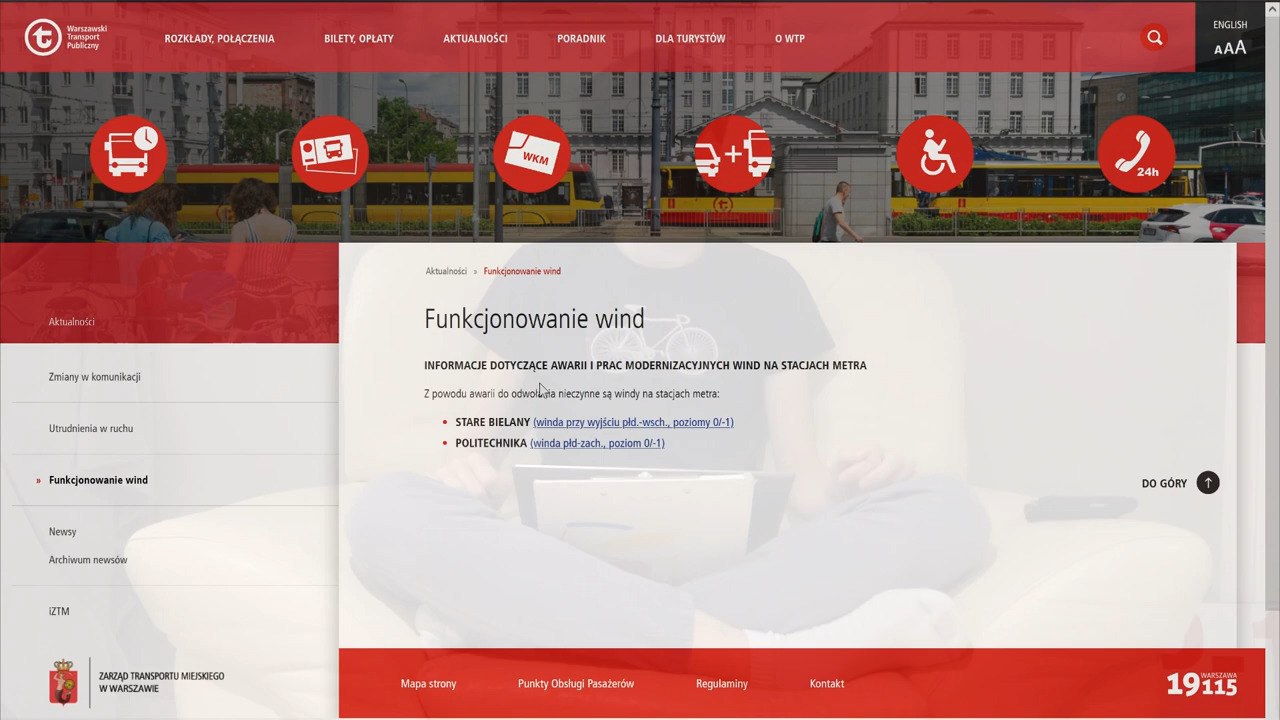 Warszawski
Transport
Publiczny
ROZKŁADY, POŁĄCZENIA
BILETY, OPŁATY
AKTUALNOŚCI
PORADNIK
DLA TURYSTÓW
O WTP
ENGLISH
AAA
WKM
24h
Aktualności
Zmiany w komunikacji
Utrudnienia w ruchu
» Funkcjonowanie wind
Newsy
Archiwum newsów
iZTM
ZARZĄD TRANSPORTU MIEJSKIEGO
W WARSZAWIE
Aktualności » Funkcjonowanie wind
Funkcjonowanie wind
INFORMACJE DOTYCZĄCE AWARII I PRAC MODERNIZACYJNYCH WIND NA STACJACH METRA
Z powodu awarii do odwołania nieczynne są windy na stacjach metra:
• STARE BIELANY (winda przy wyjściu płd.-wsch., poziomy 0/-1)
• POLITECHNIKA (winda płd-zach., poziom 0/-1)
DO GÓRY
Mapa strony
Punkty Obsługi Pasażerów
Regulaminy
Kontakt
WARSZAWA
19115